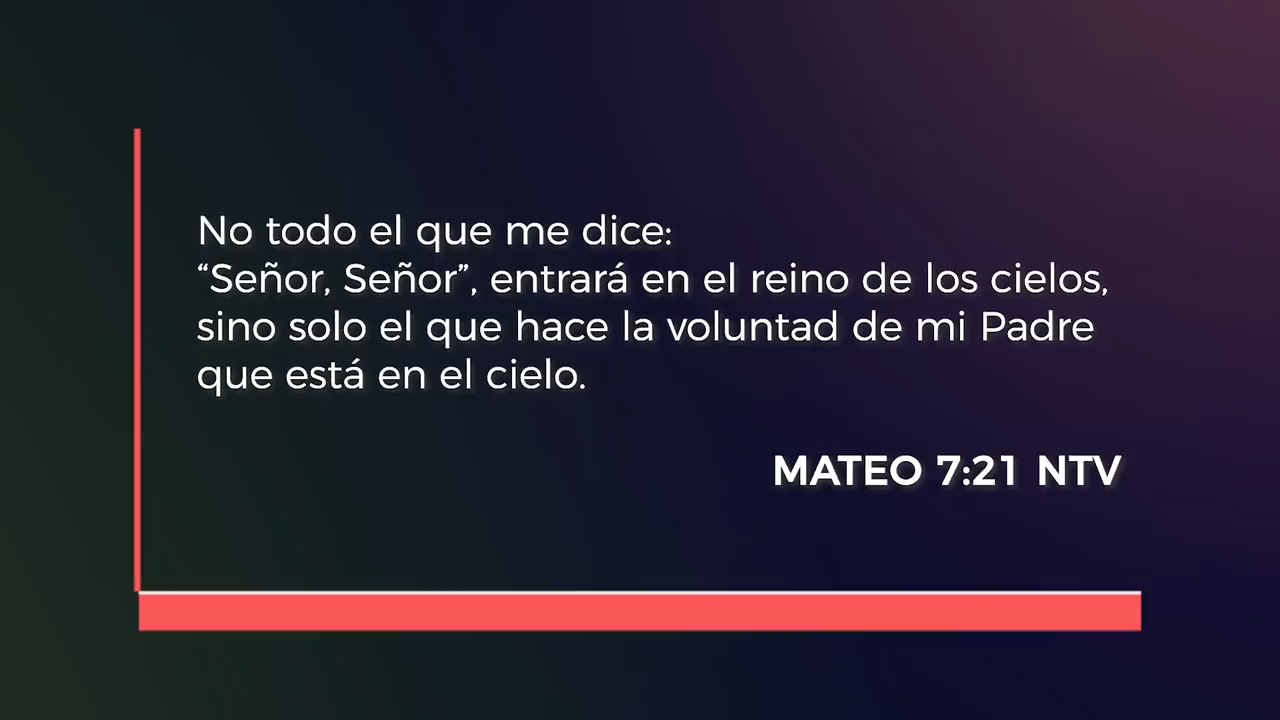 No todo el que me dice:
“Señor, Señor”, entrará en el reino de los cielos,
sino solo el que hace la voluntad de mi Padre
que está en el cielo.
MATEO 7:21 NTV